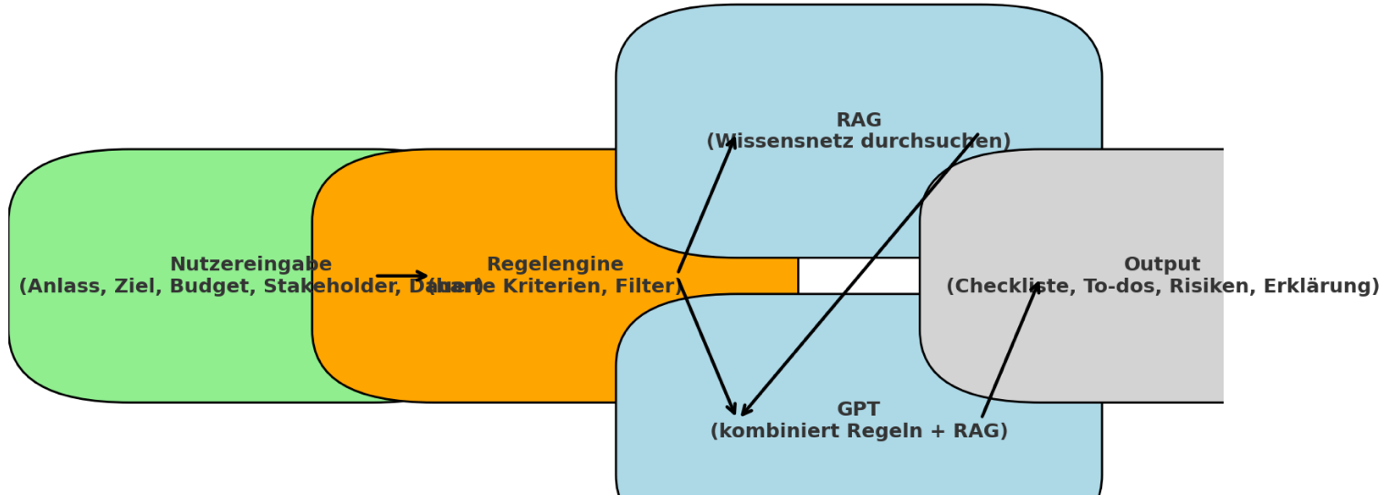 RAG
(Wissensnetz durchsuchen)
Nutzereingabe
(Anlass, Ziel, Budget, Stakeholder, Dauer)
Regelengine
(harte Kriterien, Filter)
Output
(Checkliste, To-dos, Risiken, Erklärung)
GPT
(kombiniert Regeln + RAG)